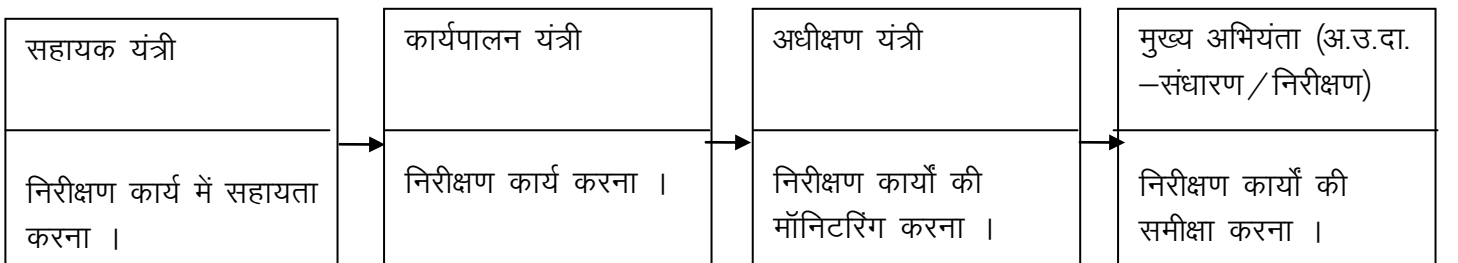 सहायक यंत्री
निरीक्षण कार्य में सहायता
करना ।
कार्यपालन यंत्री
निरीक्षण कार्य करना ।
अधीक्षण यंत्री
निरीक्षण कार्यों की
मॉनिटरिंग करना ।
मुख्य अभियंता (अ.उ.दा.
–संधारण / निरीक्षण)
निरीक्षण कार्यों की
समीक्षा करना ।